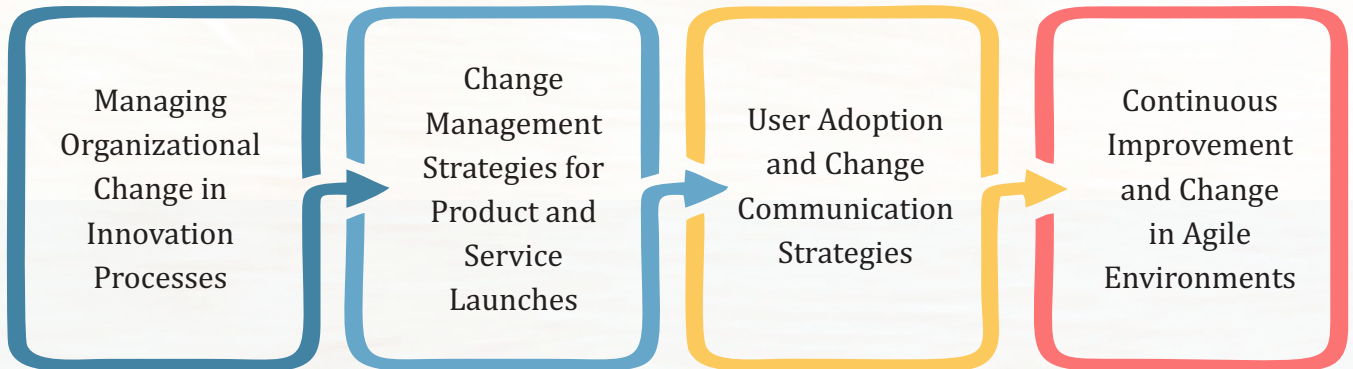 Managing
Organizational
Change in
Innovation
Processes
Change
Management
Strategies for
Product and
Service
Launches
User Adoption
and Change
Communication
Strategies
Continuous
Improvement
and Change
in Agile
Environments